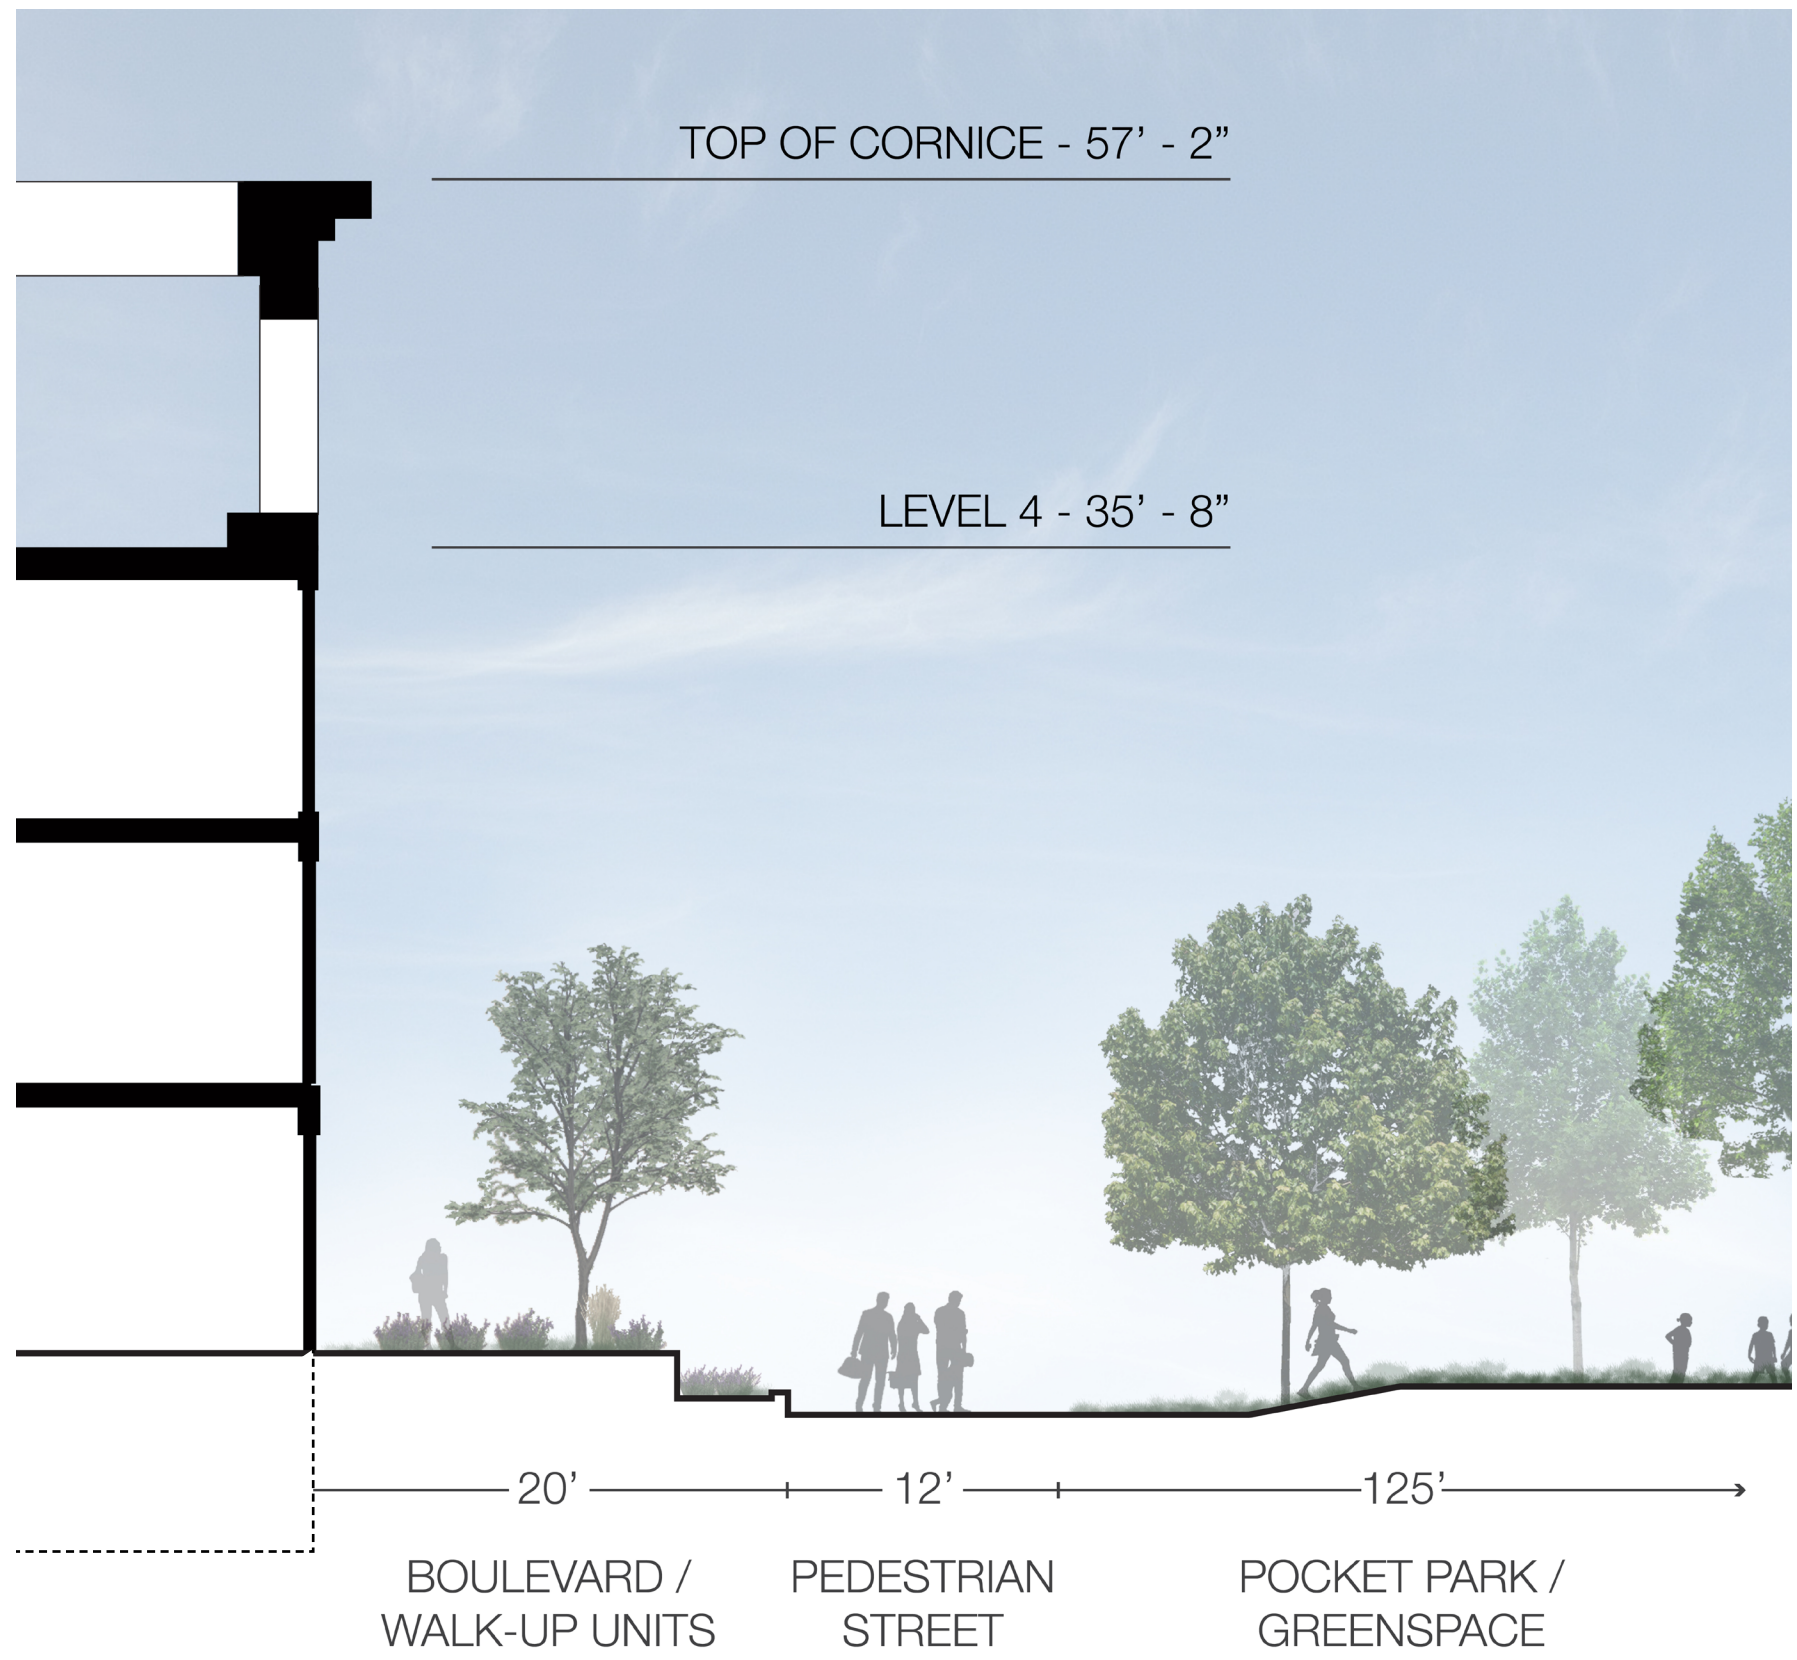 TOP OF CORNICE - 57’ - 2”
LEVEL 4 - 35’ - 8”
20’
12’
125’
BOULEVARD /
WALK-UP UNITS
PEDESTRIAN
STREET
POCKET PARK /
GREENSPACE